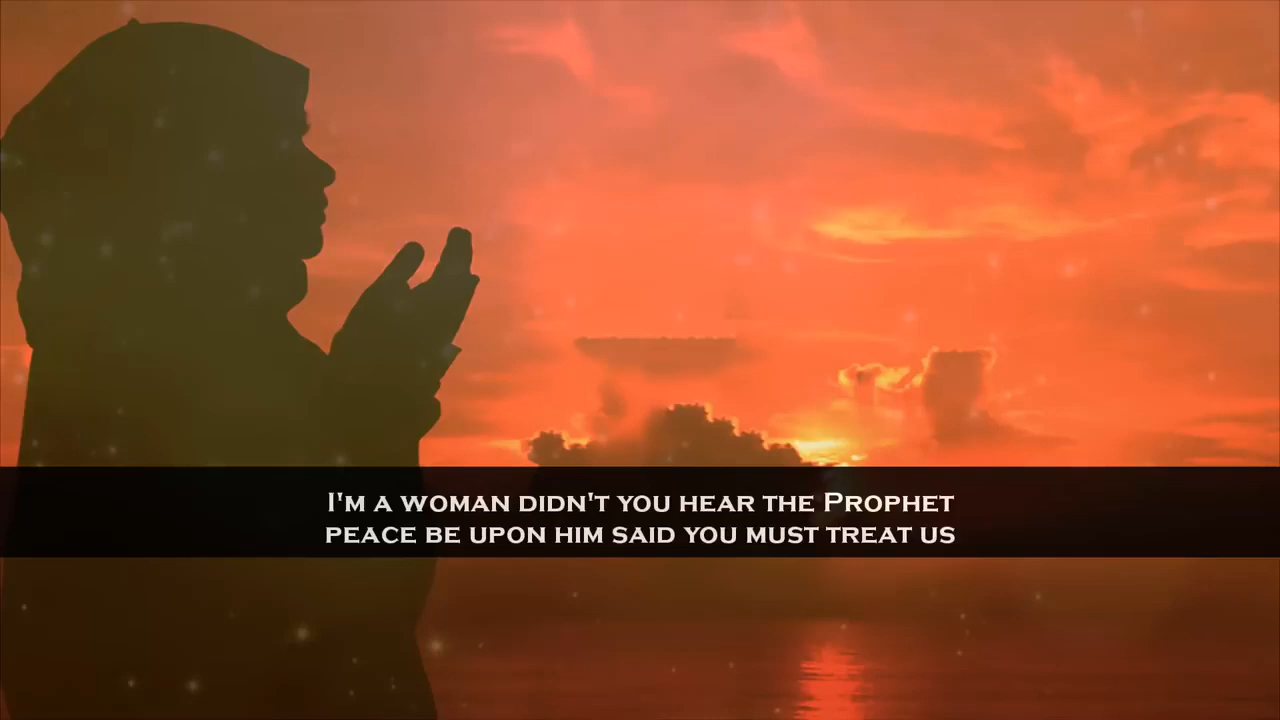 I'M A WOMAN DIDN'T YOU HEAR THE PROPHET
PEACE BE UPON HIM SAID YOU MUST TREAT US